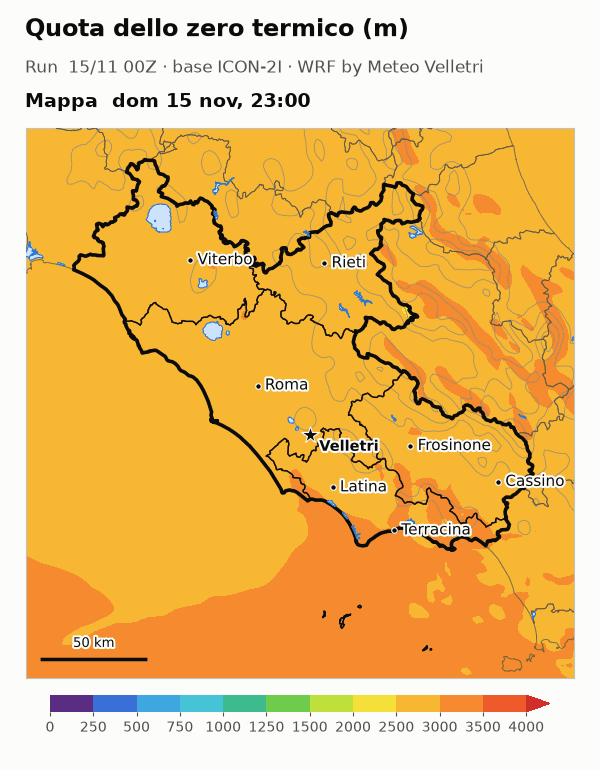 Quota dello zero termico (m)
Run  15/11 00Z · base ICON-2I · WRF by Meteo Velletri
Mappa  dom 15 nov, 23:00
Viterbo
Rieti
Roma
Velletri
Frosinone
Cassino
Latina
Terracina
50 km
0 250 500 750 1000 1250 1500 2000 2500 3000 3500 4000